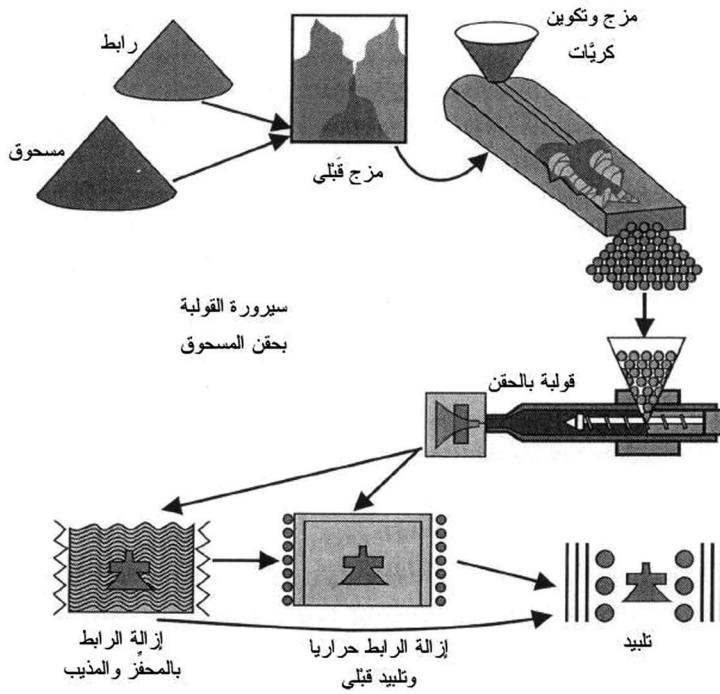 مزج وتكوين
كريَّات
رابط
مسحوق
مزج قَبْلي
سيرورة القولبة
بحقن المسحوق
قولبة بالحقن
إزالة الرابط
بالمحفِّز والمذيب
إزالة الرابط حراريا
وتلبيد قبْلي
تلبيد